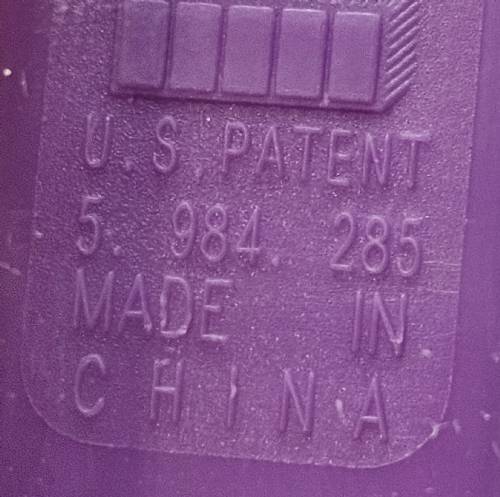 U.S.PATENT
5. 984. 285
MADE IN
CHINA